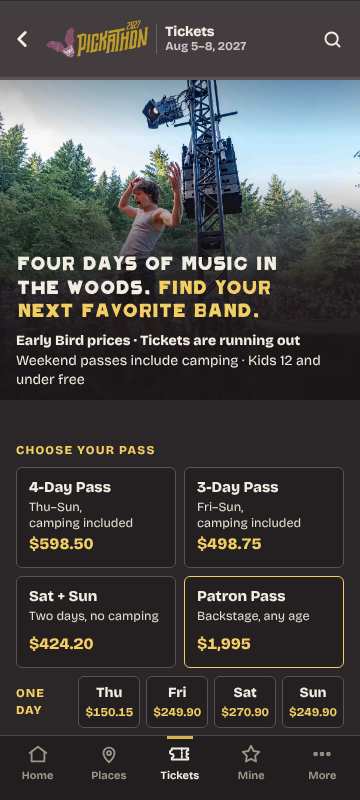 2027
PICKATHON
Tickets
Aug 5–8, 2027
FOUR DAYS OF MUSIC IN
THE WOODS. FIND YOUR
NEXT FAVORITE BAND.
Early Bird prices · Tickets are running out
Weekend passes include camping · Kids 12 and
under free
CHOOSE YOUR PASS
4-Day Pass
Thu–Sun,
camping included
$598.50
3-Day Pass
Fri–Sun,
camping included
$498.75
Sat + Sun
Two days, no camping
$424.20
Patron Pass
Backstage, any age
$1,995
ONE
DAY
Thu
$150.15
Fri
$249.90
Sat
$270.90
Sun
$249.90
Home
Places
Tickets
Mine
More